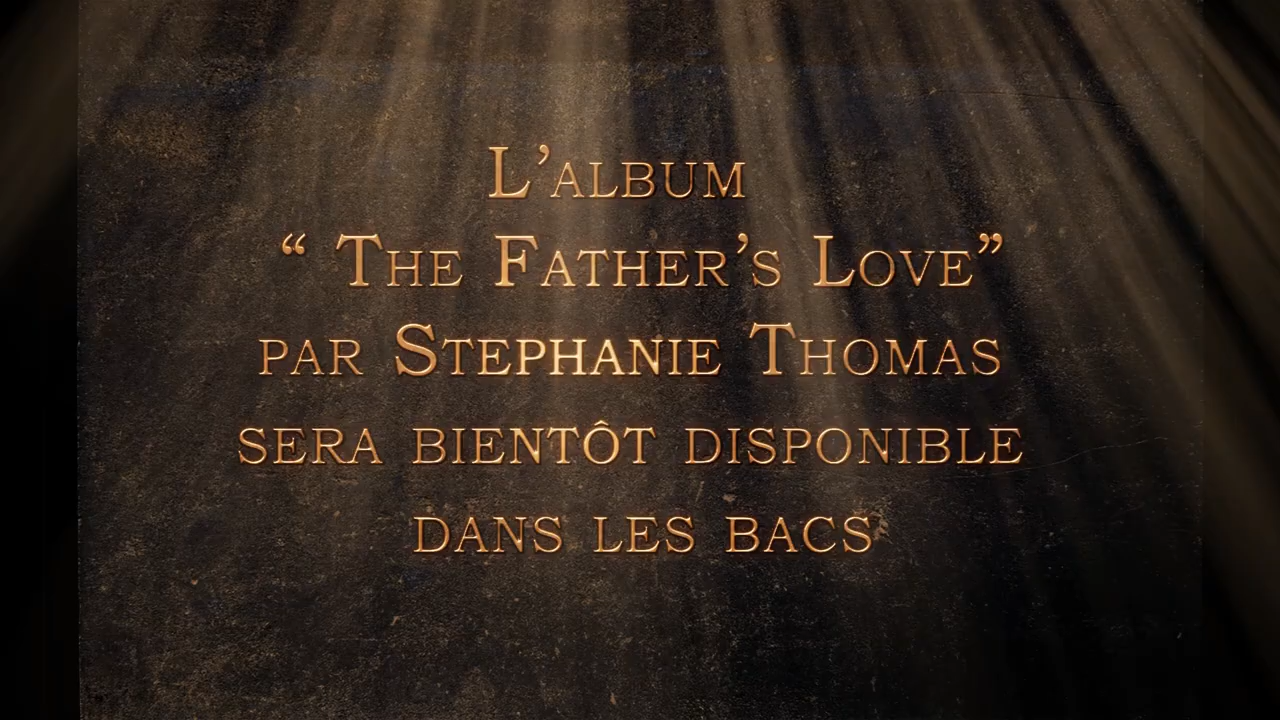 L'album
“ The Father's Love”
par Stephanie Thomas
sera bientôt disponible
dans les bacs